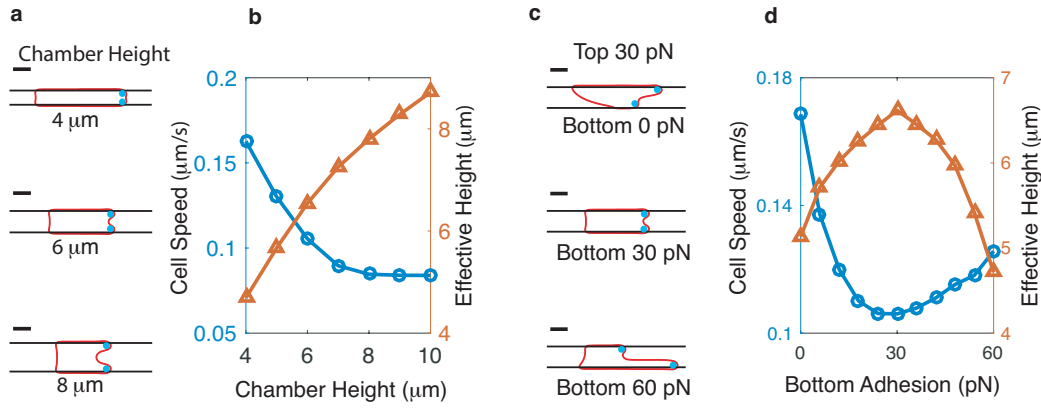 a
Chamber Height
4 μm
6 μm
8 μm
b
0.2
0.15
0.1
0.05
Cell Speed (μm/s)
8
6
4
Effective Height (μm)
4 6 8 10
Chamber Height (μm)
c
Top 30 pN
Bottom 0 pN
Bottom 30 pN
Bottom 60 pN
d
0.18
0.14
0.1
Cell Speed (μm/s)
7
6
5
4
Effective Height (μm)
0 30 60
Bottom Adhesion (pN)